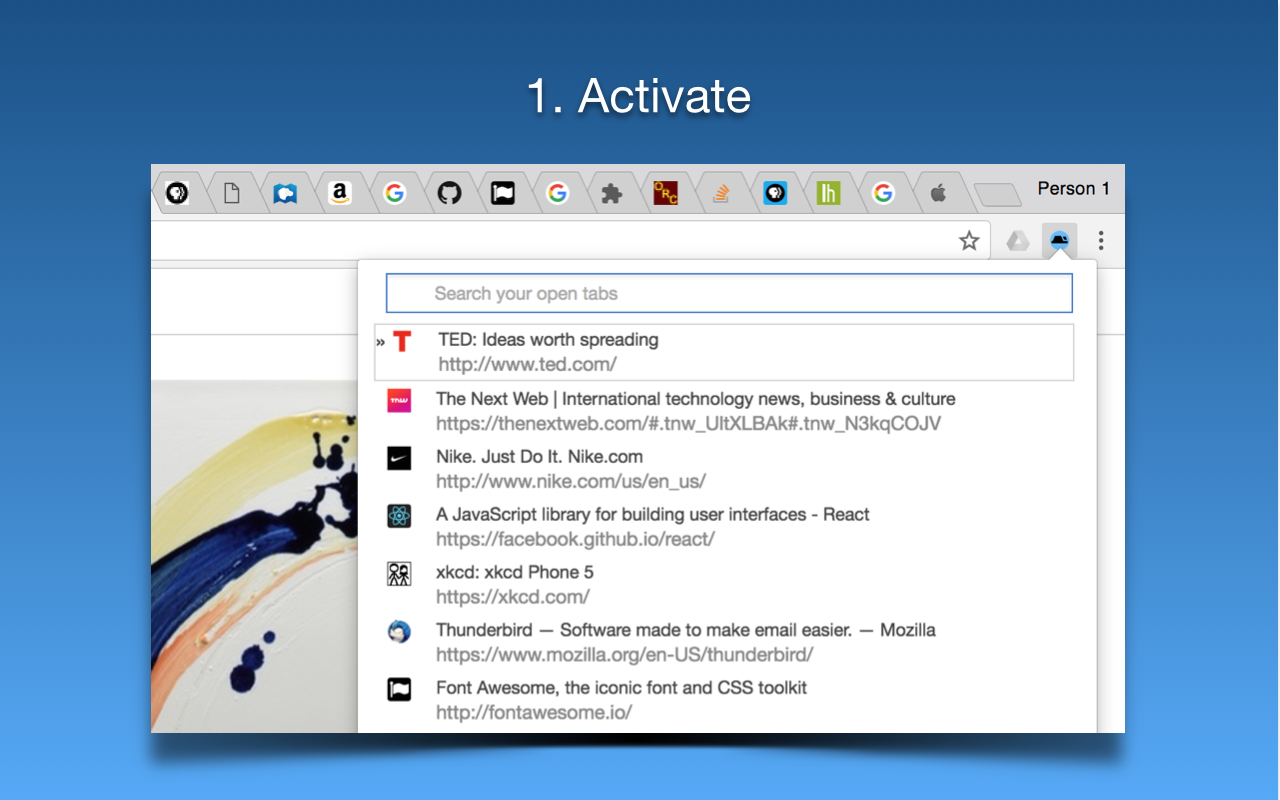 1. Activate
a
G
G
ORC
lh
G
Person 1
Search your open tabs
» T TED: Ideas worth spreading
http://www.ted.com/
TNW The Next Web | International technology news, business & culture
https://thenextweb.com/#.tnw_UltXLBAk#.tnw_N3kqCOJV
Nike. Just Do It. Nike.com
http://www.nike.com/us/en_us/
A JavaScript library for building user interfaces - React
https://facebook.github.io/react/
xkcd: xkcd Phone 5
https://xkcd.com/
Thunderbird — Software made to make email easier. — Mozilla
https://www.mozilla.org/en-US/thunderbird/
Font Awesome, the iconic font and CSS toolkit
http://fontawesome.io/